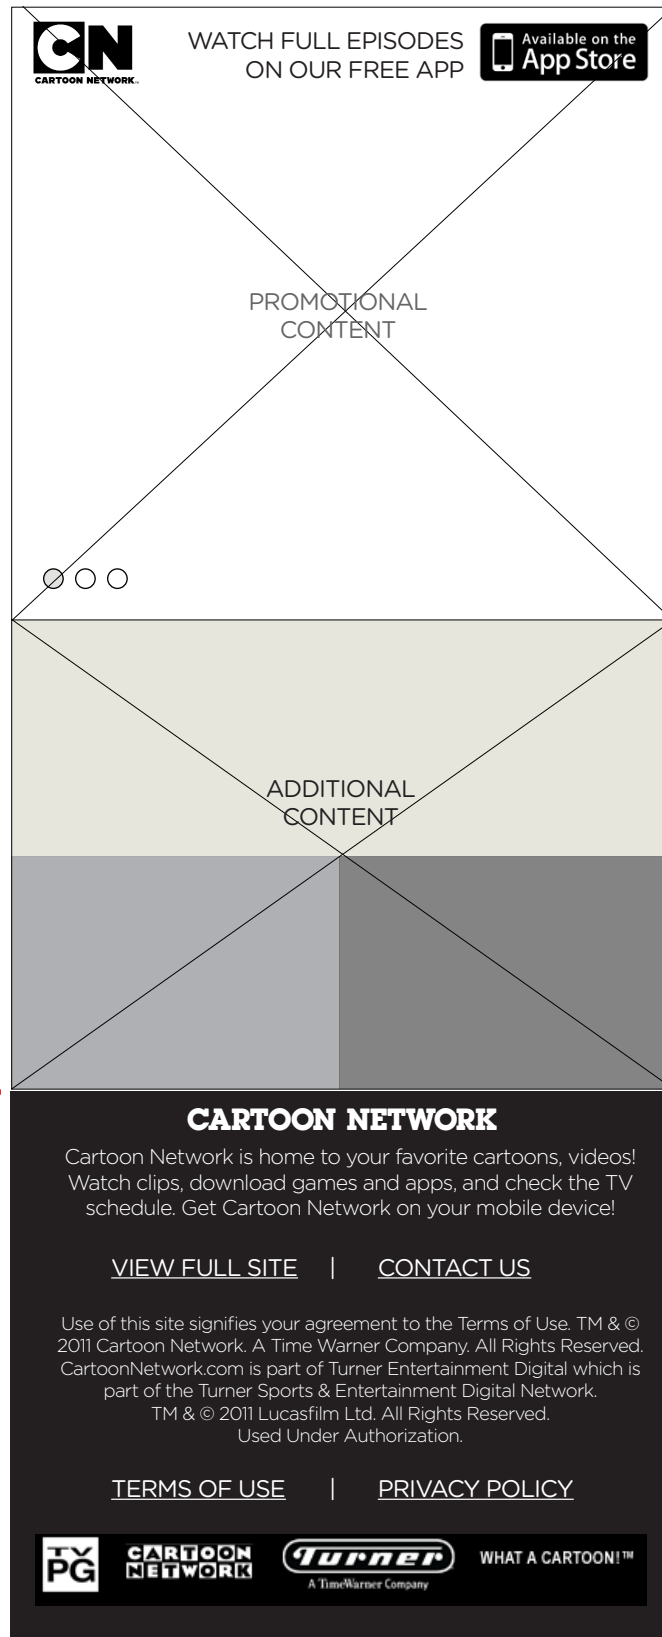 CN
CARTOON NETWORK™
WATCH FULL EPISODES
ON OUR FREE APP
Available on the
App Store
PROMOTIONAL
CONTENT
ADDITIONAL
CONTENT
CARTOON NETWORK
Cartoon Network is home to your favorite cartoons, videos!
Watch clips, download games and apps, and check the TV
schedule. Get Cartoon Network on your mobile device!
VIEW FULL SITE | CONTACT US
Use of this site signifies your agreement to the Terms of Use. TM & ©
2011 Cartoon Network. A Time Warner Company. All Rights Reserved.
CartoonNetwork.com is part of Turner Entertainment Digital which is
part of the Turner Sports & Entertainment Digital Network.
TM & © 2011 Lucasfilm Ltd. All Rights Reserved.
Used Under Authorization.
TERMS OF USE | PRIVACY POLICY
TV
PG
CARTOON
NETWORK
Turner
A TimeWarner Company
WHAT A CARTOON!™